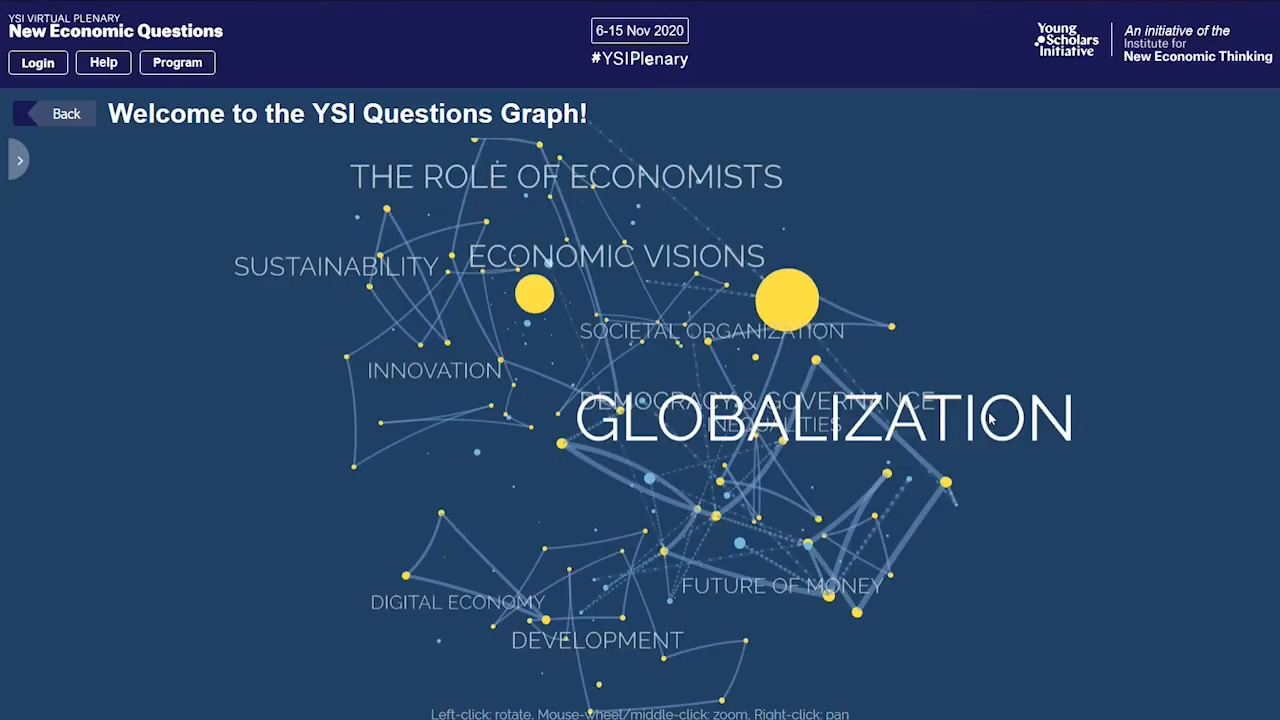 YSI VIRTUAL PLENARY
New Economic Questions
Login
Help
Program
6-15 Nov 2020
#YSIPlenary
Young
Scholars
Initiative
An initiative of the
Institute for
New Economic Thinking
Back
Welcome to the YSI Questions Graph!
THE ROLE OF ECONOMISTS
ECONOMIC VISIONS
SUSTAINABILITY
SOCIETAL ORGANIZATION
INNOVATION
DEMOCRACY & GOVERNANCE
GLOBALIZATION
INEQUALITIES
FUTURE OF MONEY
DIGITAL ECONOMY
DEVELOPMENT
Left-click: rotate, Mouse-wheel/middle-click: zoom, Right-click: pan